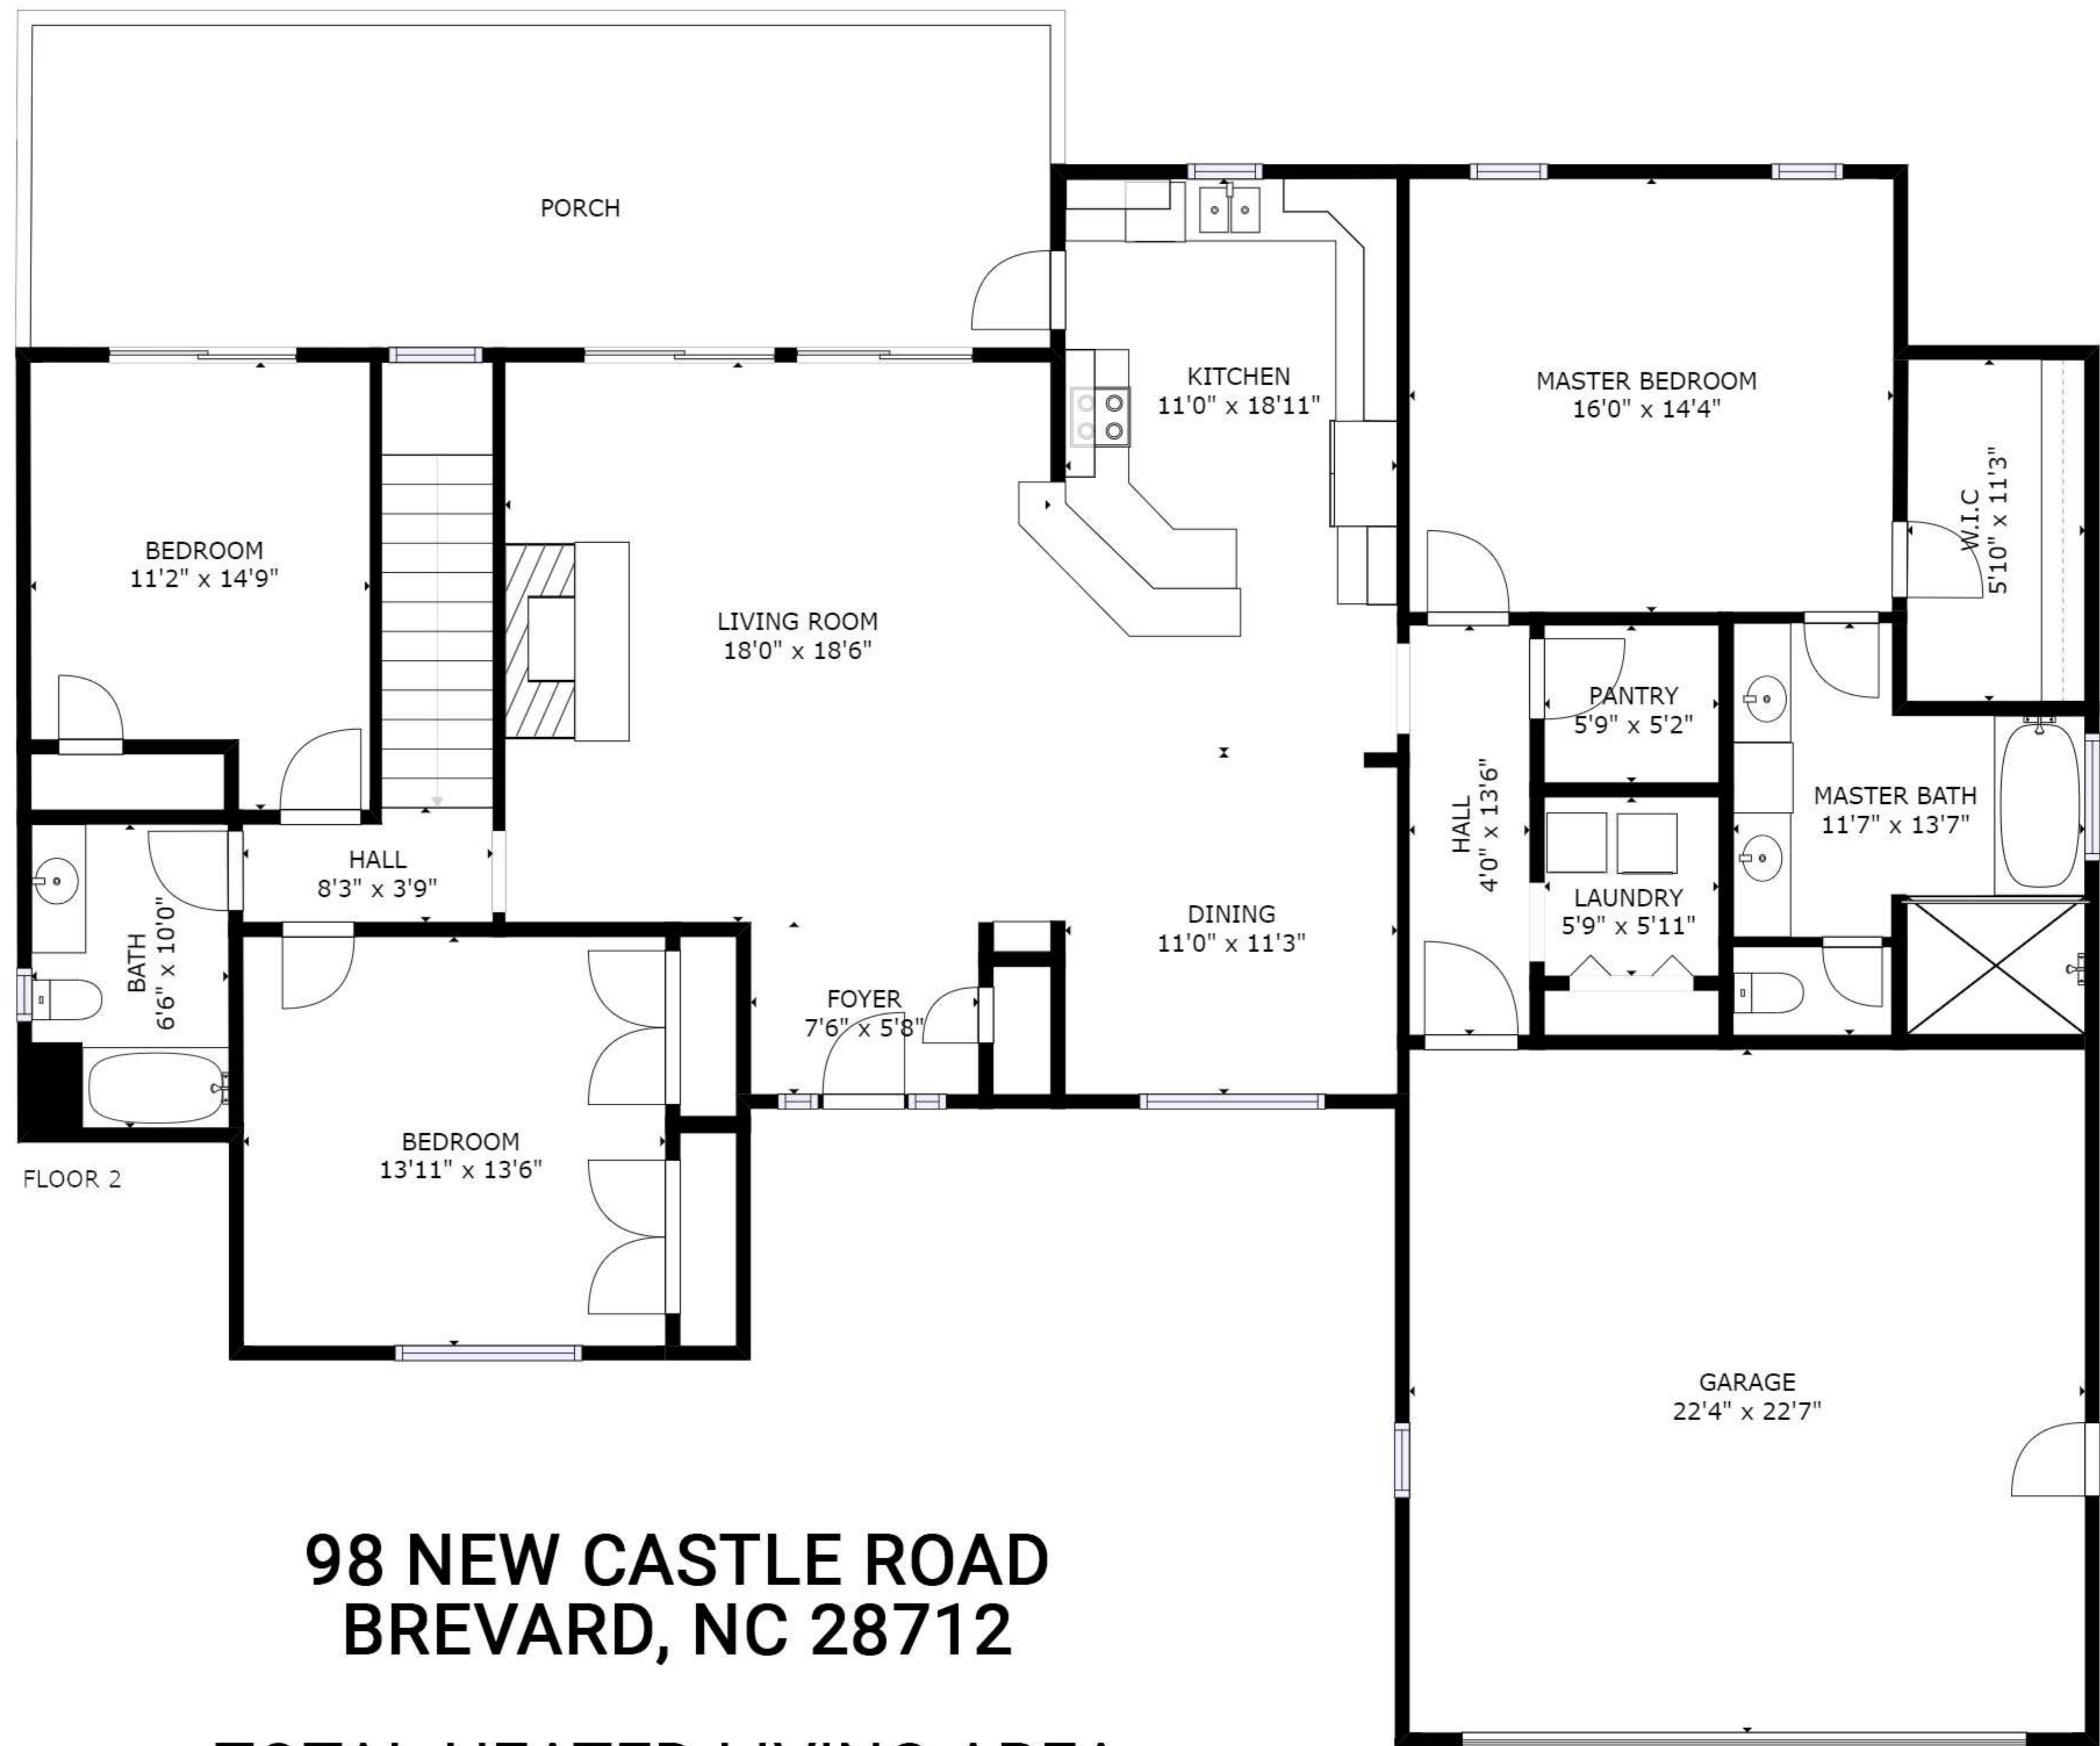 PORCH
KITCHEN
11'0" x 18'11"
MASTER BEDROOM
16'0" x 14'4"
W.I.C
5'10" x 11'3"
BEDROOM
11'2" x 14'9"
LIVING ROOM
18'0" x 18'6"
PANTRY
5'9" x 5'2"
MASTER BATH
11'7" x 13'7"
HALL
4'0" x 13'6"
HALL
8'3" x 3'9"
LAUNDRY
5'9" x 5'11"
DINING
11'0" x 11'3"
BATH
6'6" x 10'0"
FOYER
7'6" x 5'8"
BEDROOM
13'11" x 13'6"
FLOOR 2
GARAGE
22'4" x 22'7"
98 NEW CASTLE ROAD
BREVARD, NC 28712
TOTAL HEATED LIVING AREA